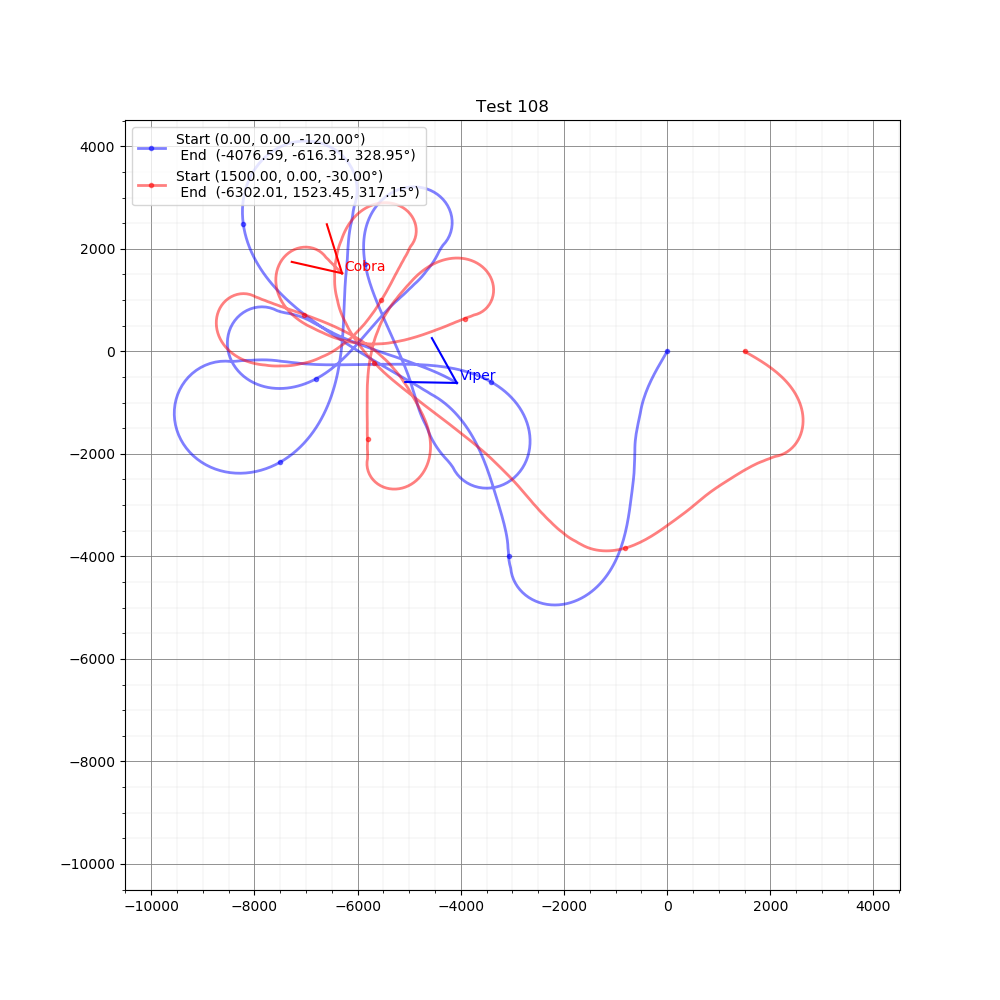 Test 108
Start (0.00, 0.00, -120.00°)
End (-4076.59, -616.31, 328.95°)
Start (1500.00, 0.00, -30.00°)
End (-6302.01, 1523.45, 317.15°)
4000
2000
0
−2000
−4000
−6000
−8000
−10000
Cobra
Viper
−10000 −8000 −6000 −4000 −2000 0 2000 4000